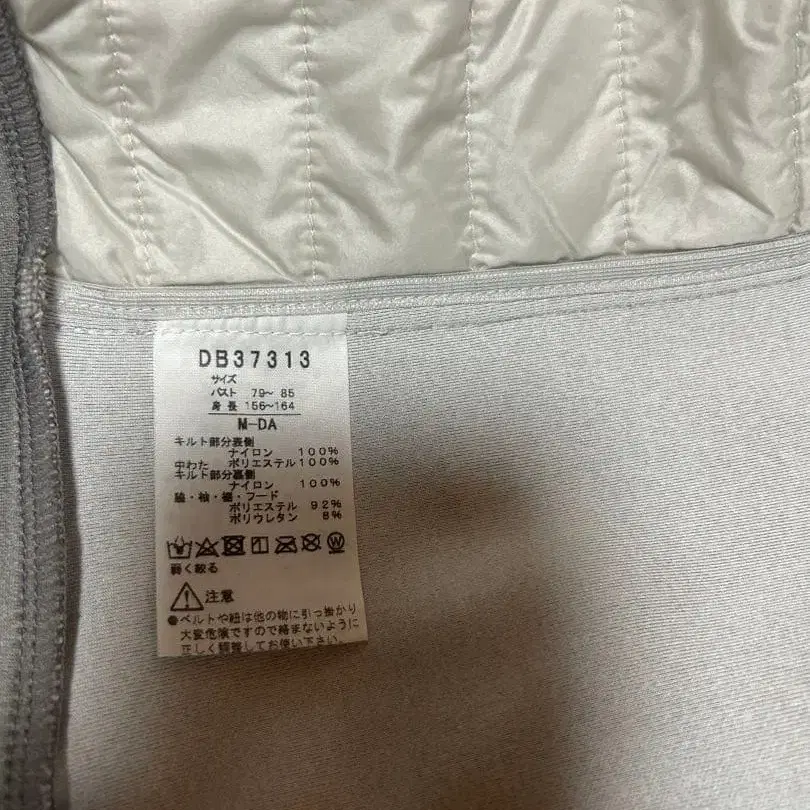 DB37313
サイズ
バスト 79～ 85
身 長 156～164
M-DA
キルト部分表側
ナイロン 100%
中わた ポリエステル100%
キルト部分裏側
ナイロン 100%
脇・袖・裾・フード
ポリエステル 92%
ポリウレタン 8%
W
弱く絞る
注意
●ベルトや紐は他の物に引っ掛かり
大変危険ですので絡まないように
正しく調整してお使い下さい。